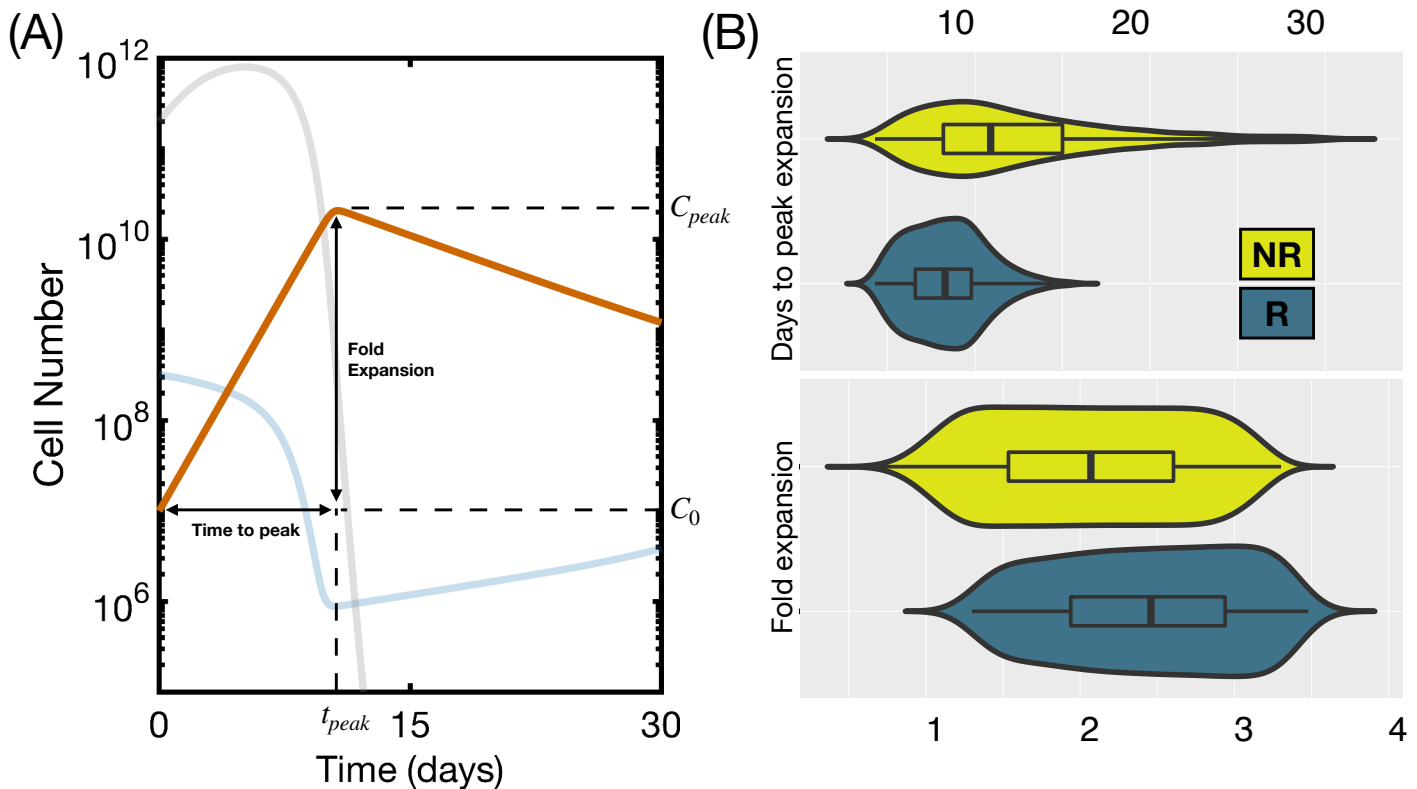 (A)
Cell Number
10^12
10^10
10^8
10^6
C_peak
Fold
Expansion
Time to peak
C_0
0
t_peak
15
30
Time (days)
(B)
10
20
30
Days to peak expansion
NR
R
Fold expansion
1
2
3
4